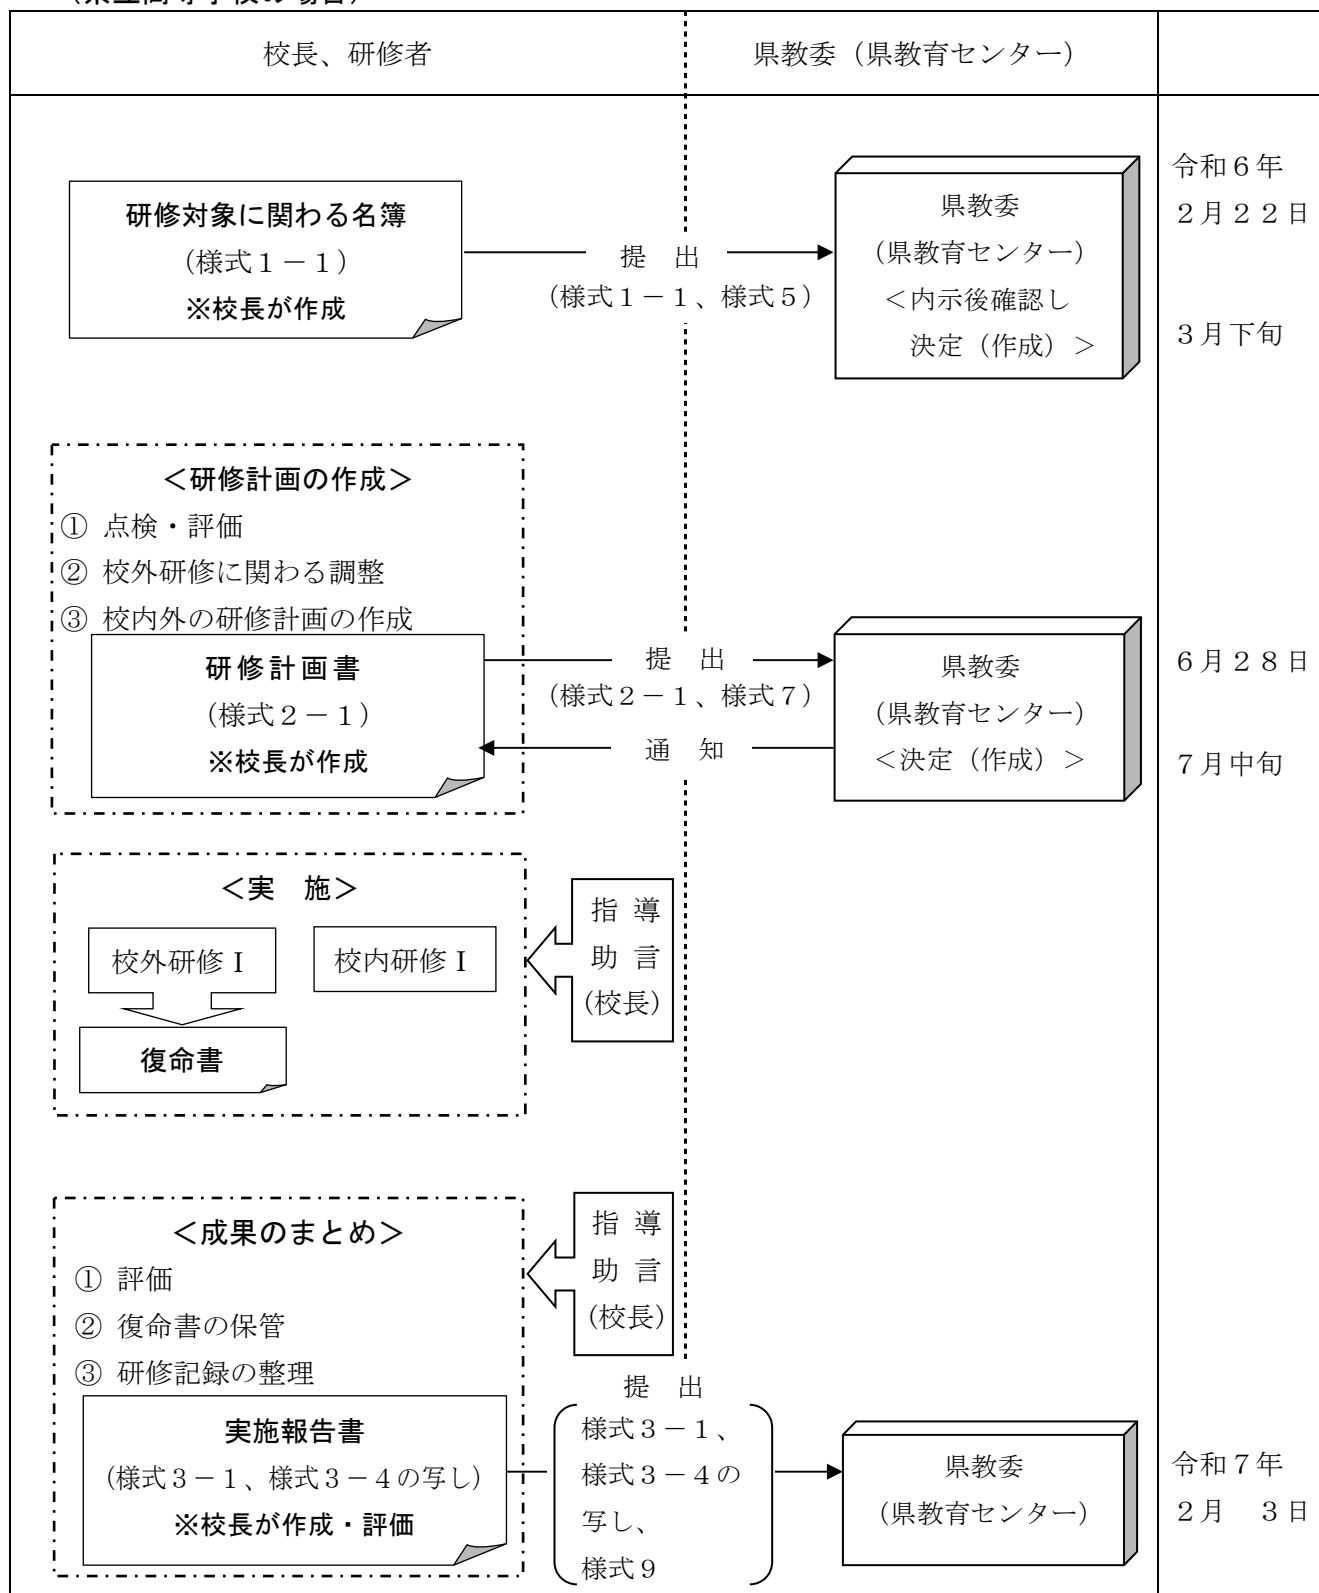 校長、研修者
県教委（県教育センター）
研修対象に関わる名簿
（様式１－１）
※校長が作成
提　出
（様式１－１、様式５）
県教委
（県教育センター）
＜内示後確認し
決定（作成）＞
令和６年
２月２２日
３月下旬
＜研修計画の作成＞
① 点検・評価
② 校外研修に関わる調整
③ 校内外の研修計画の作成
研修計画書
（様式２－１）
※校長が作成
提　出
（様式２－１、様式７）
通　知
県教委
（県教育センター）
＜決定（作成）＞
６月２８日
７月中旬
＜実　施＞
校外研修Ⅰ
校内研修Ⅰ
復命書
指 導
助 言
（校長）
＜成果のまとめ＞
① 評価
② 復命書の保管
③ 研修記録の整理
実施報告書
（様式３－１、様式３－４の写し）
※校長が作成・評価
指 導
助 言
（校長）
提　出
様式３－１、
様式３－４の
写し、
様式９
県教委
（県教育センター）
令和７年
２月　３日